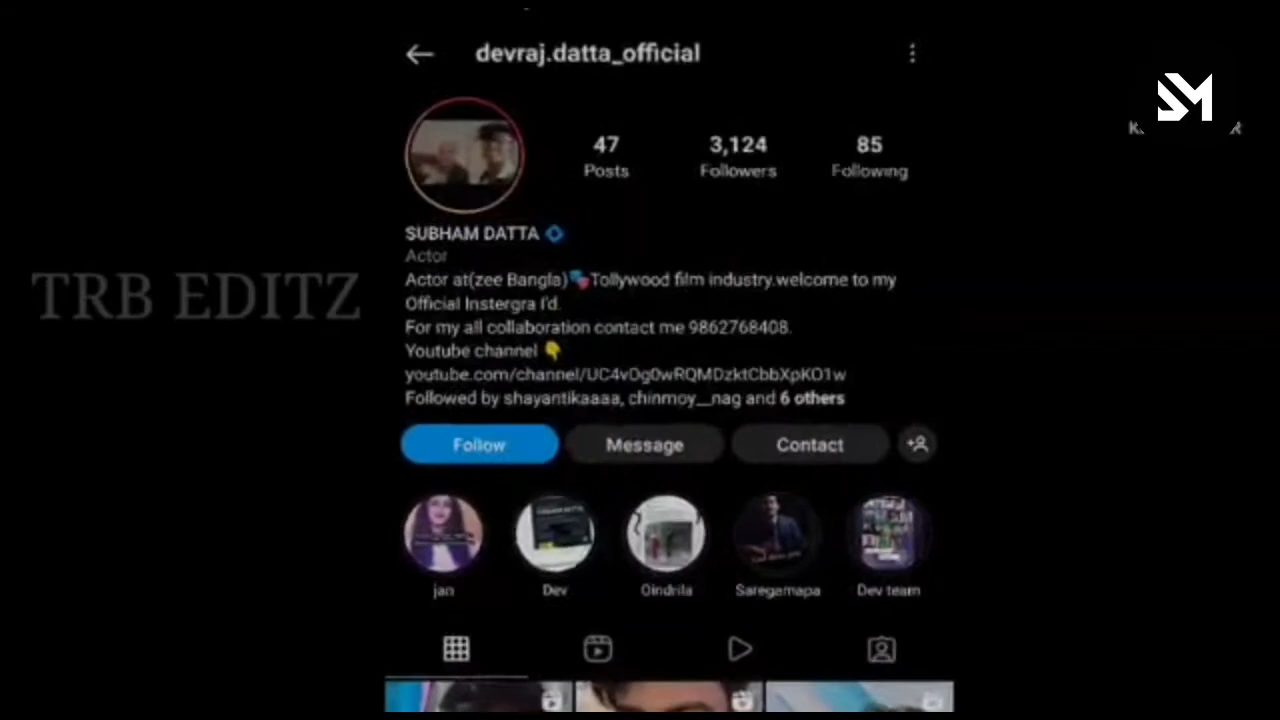 devraj.datta_official
SM
47
3,124
85
Posts
Followers
Following
SUBHAM DATTA
Actor
Actor at(zee Bangla)🎭Tollywood film industry.welcome to my
Official Instergra I'd.
For my all collaboration contact me 9862768408.
Youtube channel 👇
youtube.com/channel/UC4vOg0wRQMDzktCbbXpKO1w
Followed by shayantikaaaa, chinmoy__nag and 6 others
TRB EDITZ
Follow
Message
Contact
jan
Dev
Oindrila
Saregamapa
Dev team